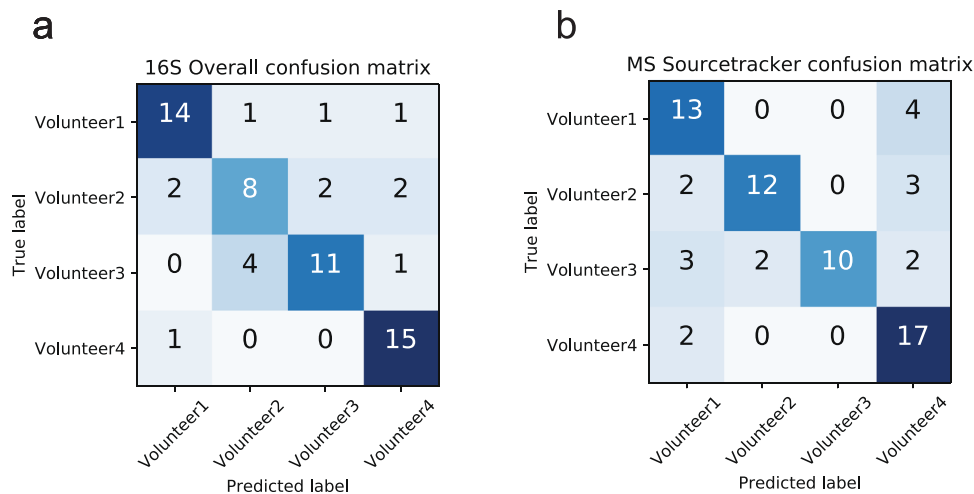 a
16S Overall confusion matrix
True label
Volunteer1
14 1 1 1
Volunteer2
2 8 2 2
Volunteer3
0 4 11 1
Volunteer4
1 0 0 15
Volunteer1
Volunteer2
Volunteer3
Volunteer4
Predicted label
b
MS Sourcetracker confusion matrix
True label
Volunteer1
13 0 0 4
Volunteer2
2 12 0 3
Volunteer3
3 2 10 2
Volunteer4
2 0 0 17
Volunteer1
Volunteer2
Volunteer3
Volunteer4
Predicted label